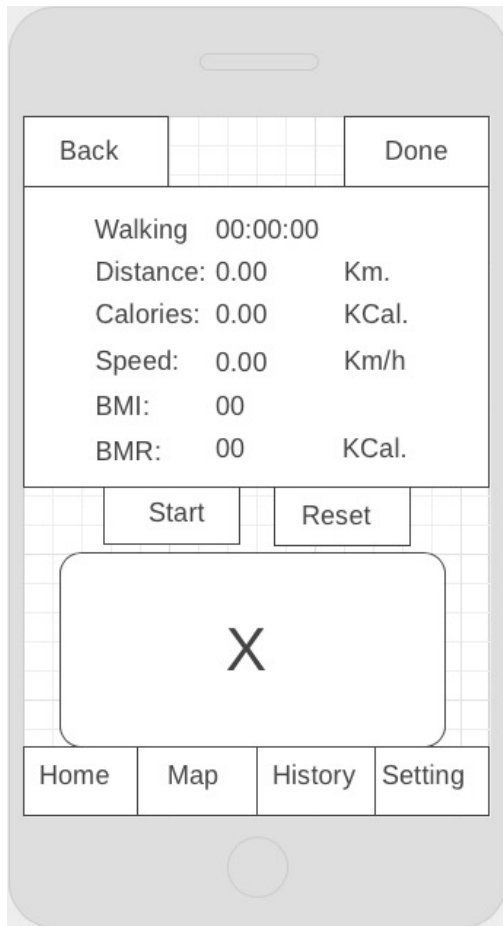 Back Done
Walking 00:00:00
Distance: 0.00 Km.
Calories: 0.00 KCal.
Speed: 0.00 Km/h
BMI: 00
BMR: 00 KCal.
Start Reset
X
Home Map History Setting